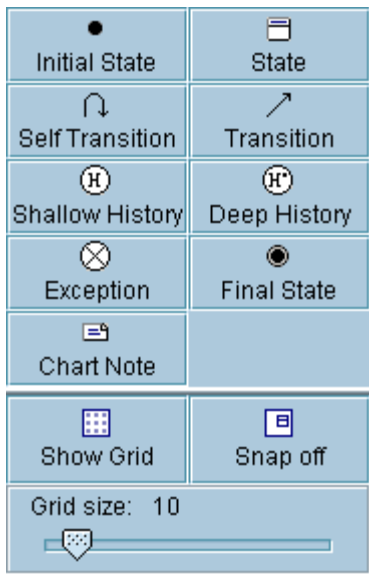 Initial State
State
Self Transition
Transition
H
Shallow History
H*
Deep History
Exception
Final State
Chart Note
Show Grid
Snap off
Grid size: 10